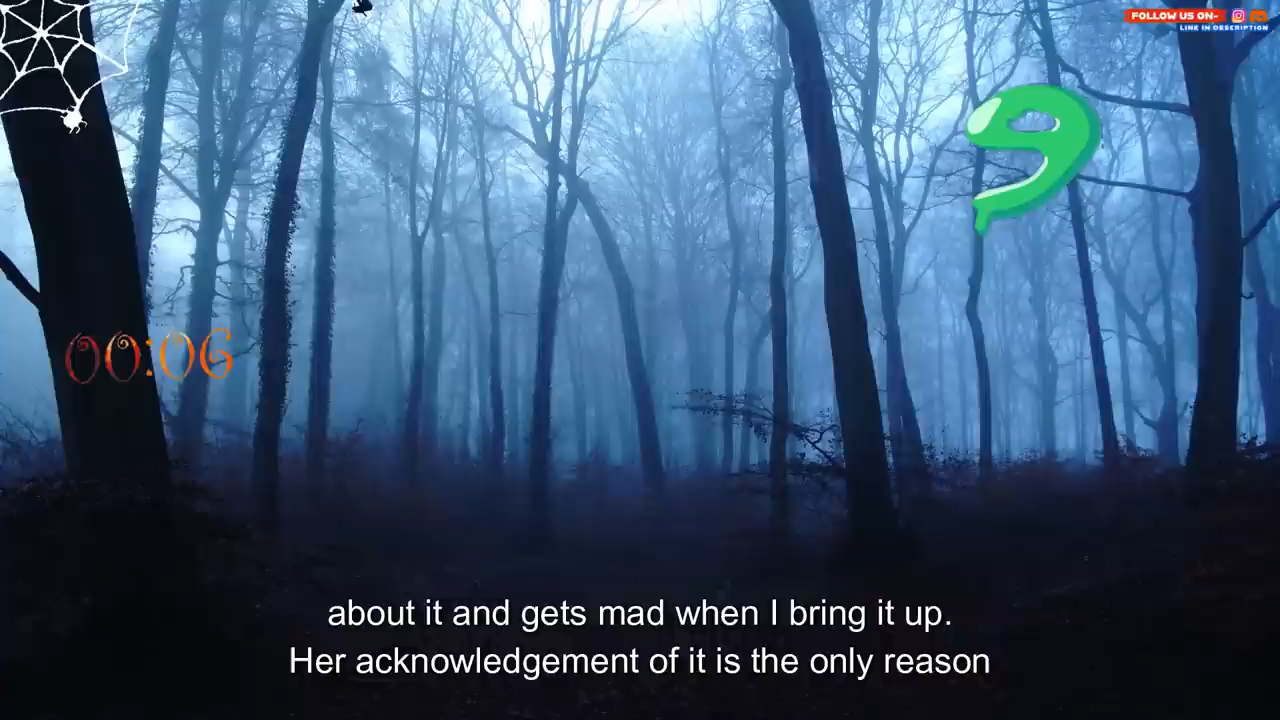 FOLLOW US ON-
LINK IN DESCRIPTION
9
00:06
about it and gets mad when I bring it up.
Her acknowledgement of it is the only reason